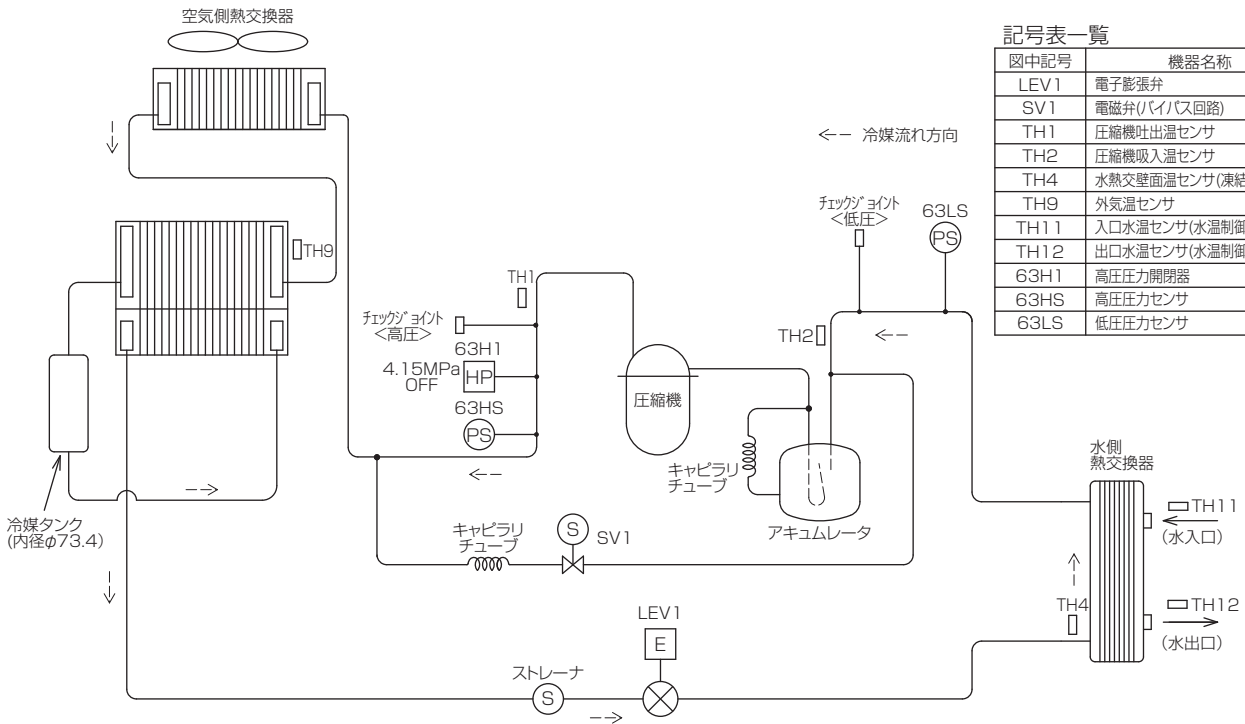 空気側熱交換器
記号表一覧
図中記号 機器名称
LEV1 電子膨張弁
SV1 電磁弁(バイパス回路)
TH1 圧縮機吐出温センサ
TH2 圧縮機吸入温センサ
TH4 水熱交壁面温センサ(凍結
TH9 外気温センサ
TH11 入口水温センサ(水温制御
TH12 出口水温センサ(水温制御
63H1 高圧圧力開閉器
63HS 高圧圧力センサ
63LS 低圧圧力センサ
冷媒流れ方向
チェックジョイント
<低圧>
63LS
PS
TH9
TH1
チェックジョイント
<高圧>
63H1
4.15MPa
OFF
HP
63HS
PS
圧縮機
TH2
キャピラリ
チューブ
アキュムレータ
水側
熱交換器
TH11
(水入口)
TH4
TH12
(水出口)
冷媒タンク
(内径φ73.4)
キャピラリ
チューブ
S
SV1
LEV1
E
ストレーナ
S